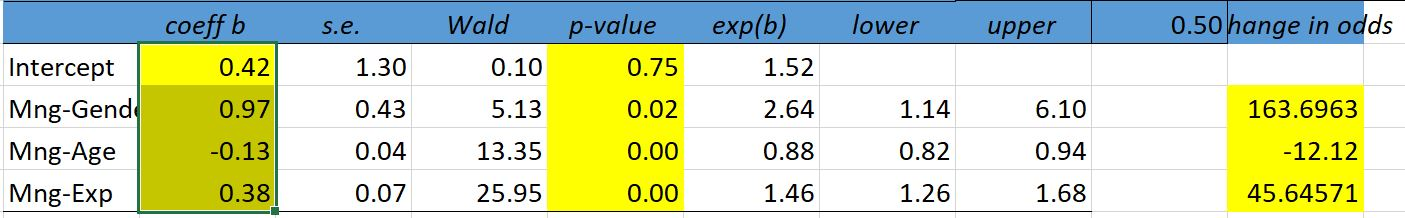 coeff b s.e. Wald p-value exp(b) lower upper 0.50 hange in odds
Intercept 0.42 1.30 0.10 0.75 1.52
Mng-Gende 0.97 0.43 5.13 0.02 2.64 1.14 6.10 163.6963
Mng-Age -0.13 0.04 13.35 0.00 0.88 0.82 0.94 -12.12
Mng-Exp 0.38 0.07 25.95 0.00 1.46 1.26 1.68 45.64571